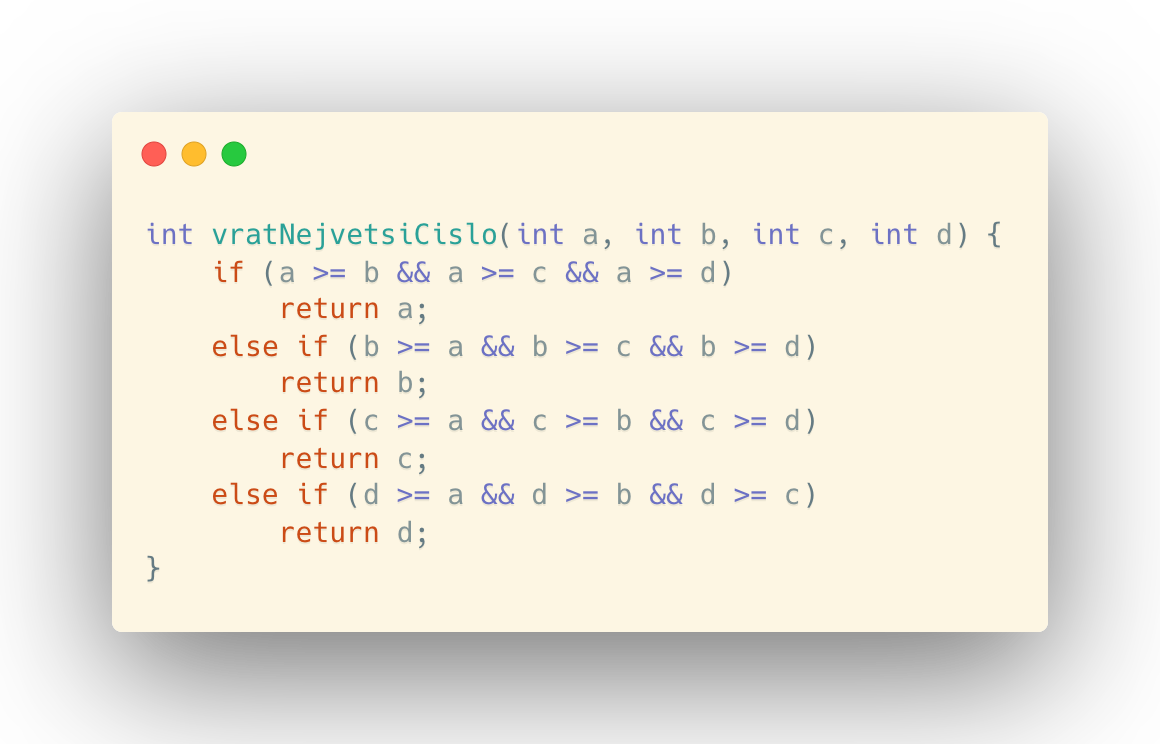 int vratNejvetsiCislo(int a, int b, int c, int d) {
    if (a >= b && a >= c && a >= d)
        return a;
    else if (b >= a && b >= c && b >= d)
        return b;
    else if (c >= a && c >= b && c >= d)
        return c;
    else if (d >= a && d >= b && d >= c)
        return d;
}